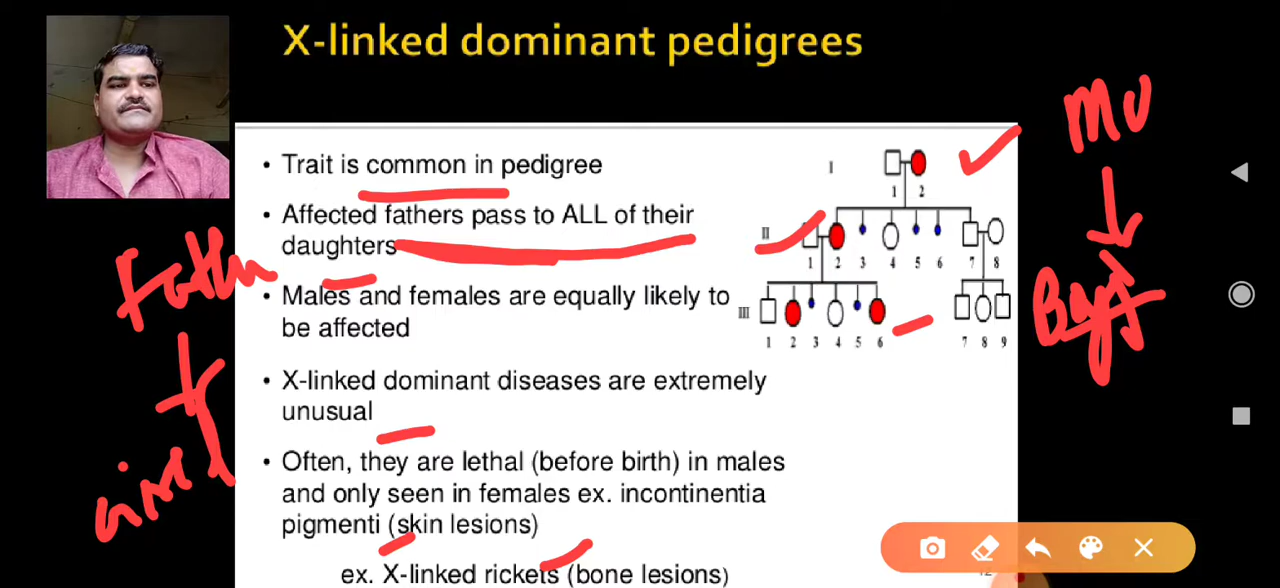 X-linked dominant pedigrees
• Trait is common in pedigree
• Affected fathers pass to ALL of their
daughters
• Males and females are equally likely to
be affected
• X-linked dominant diseases are extremely
unusual
• Often, they are lethal (before birth) in males
and only seen in females ex. incontinentia
pigmenti (skin lesions)
ex. X-linked rickets (bone lesions)
I
1 2
II
1 2 3 4 5 6 7 8
III
1 2 3 4 5 6 7 8 9
12
Father